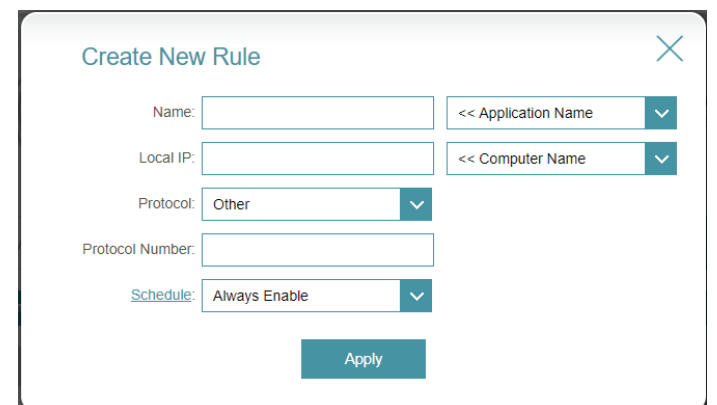 Create New Rule
Name: << Application Name
Local IP: << Computer Name
Protocol: Other
Protocol Number:
Schedule: Always Enable
Apply